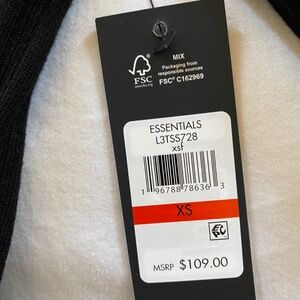 FSC
www.fsc.org
MIX
Packaging from
responsible sources
FSC® C162969
ESSENTIALS
L3TSS728
xsf
1 96788 78636 3
XS
MSRP $109.00